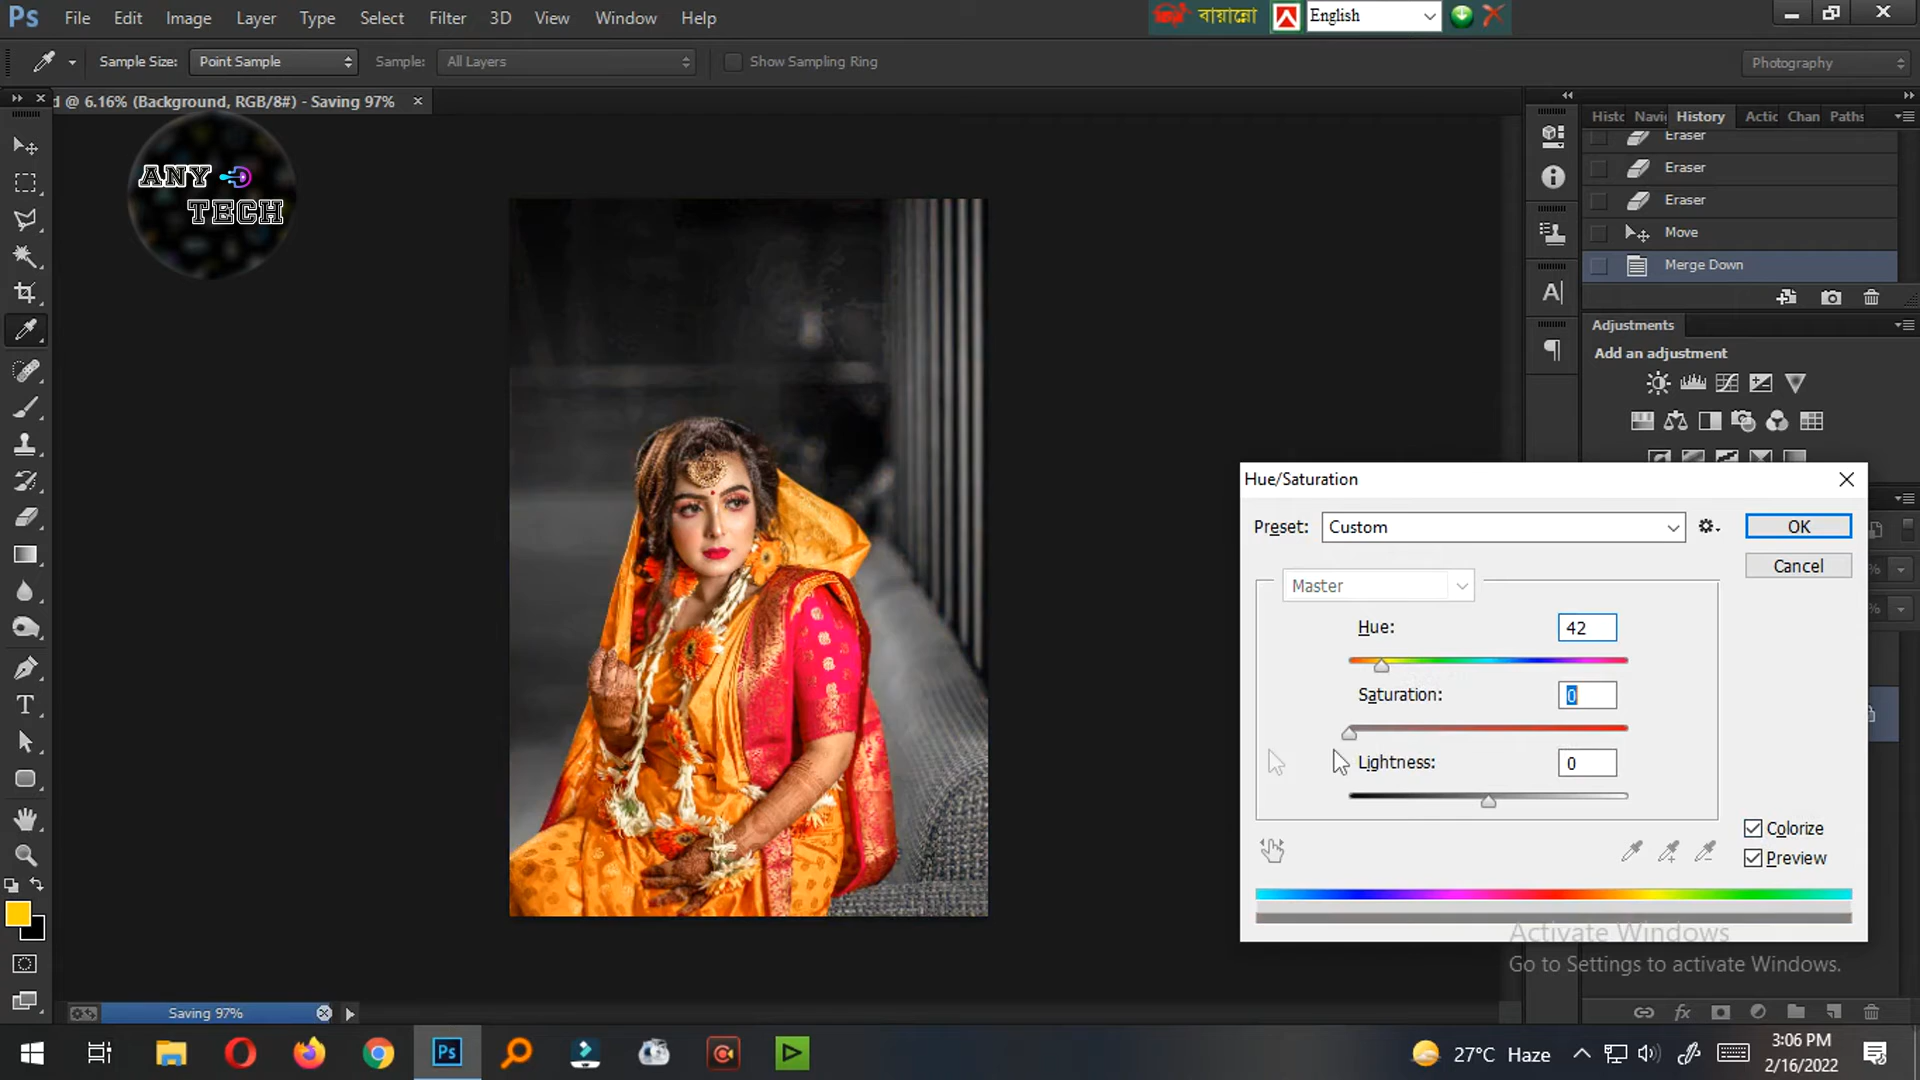 Ps File Edit Image Layer Type Select Filter 3D View Window Help
বায়ান্নো English
Sample Size: Point Sample Sample: All Layers Show Sampling Ring Photography
d @ 6.16% (Background, RGB/8#) - Saving 97% ×
ANY
TECH
Histo Navi History Actio Chan Paths
Eraser
Eraser
Eraser
Move
Merge Down
A
Adjustments
Add an adjustment
Hue/Saturation
Preset: Custom OK
Cancel
Master
Hue: 42
Saturation: 0
Lightness: 0
Colorize
Preview
%
%
T
fx
Activate Windows
Go to Settings to activate Windows.
Saving 97%
Ps
27°C Haze
3:06 PM
2/16/2022